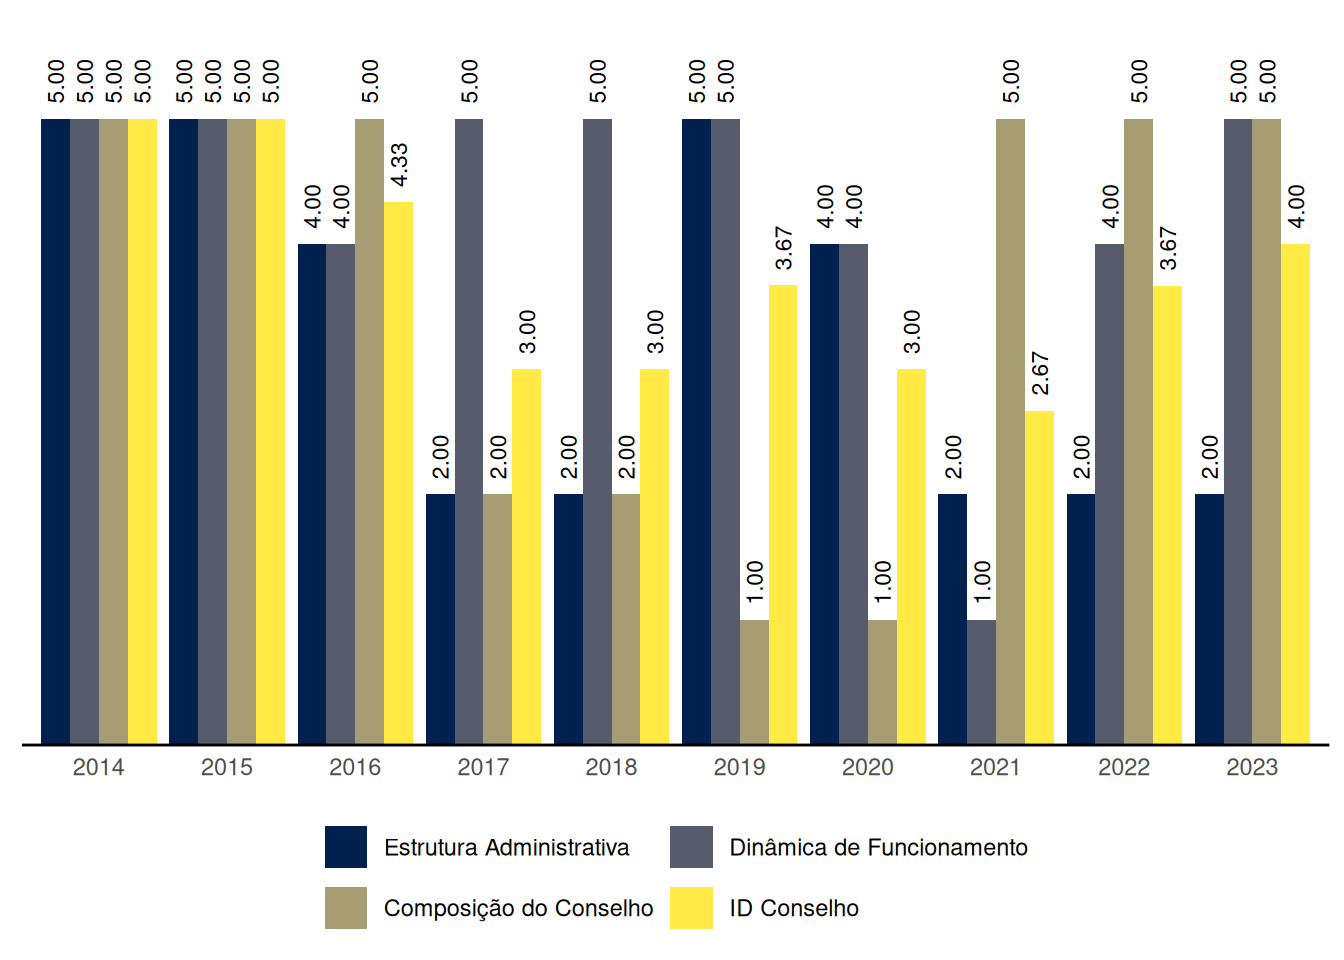 5.00 5.00 5.00 5.00 5.00 5.00 5.00 5.00 4.00 4.00 5.00 4.33 2.00 5.00 2.00 3.00 2.00 5.00 2.00 3.00 5.00 5.00 1.00 3.67 4.00 4.00 1.00 3.00 2.00 1.00 5.00 2.67 2.00 4.00 5.00 3.67 2.00 5.00 5.00 4.00
2014 2015 2016 2017 2018 2019 2020 2021 2022 2023
Estrutura Administrativa Dinâmica de Funcionamento
Composição do Conselho ID Conselho